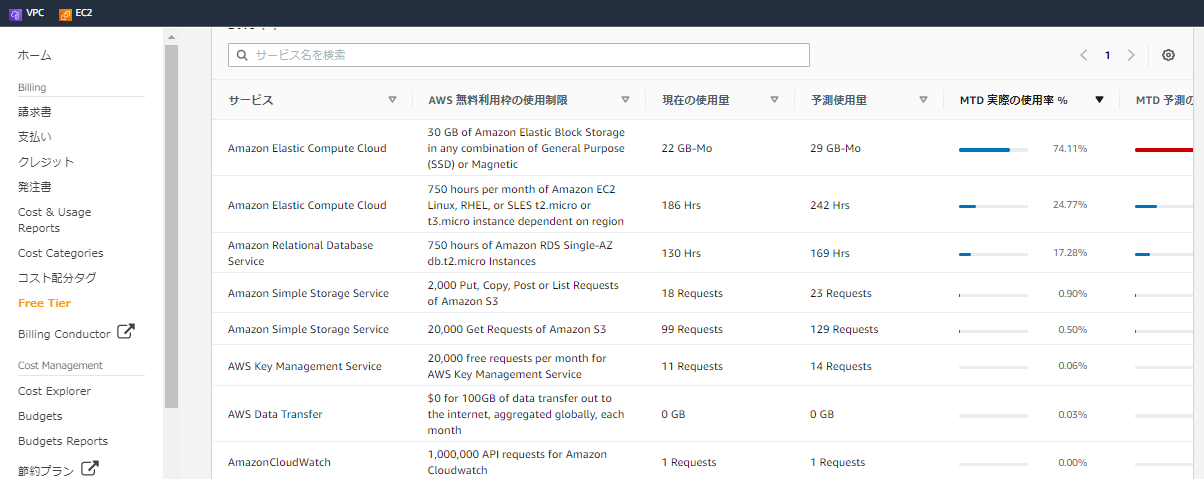 VPC EC2
ホーム
Billing
請求書
支払い
クレジット
発注書
Cost & Usage
Reports
Cost Categories
コスト配分タグ
Free Tier
Billing Conductor
Cost Management
Cost Explorer
Budgets
Budgets Reports
節約プラン
サービス名を検索
1
サービス AWS 無料利用枠の使用制限 現在の使用量 予測使用量 MTD 実際の使用率 % MTD 予測の
Amazon Elastic Compute Cloud
30 GB of Amazon Elastic Block Storage
in any combination of General Purpose
(SSD) or Magnetic
22 GB-Mo 29 GB-Mo 74.11%
Amazon Elastic Compute Cloud
750 hours per month of Amazon EC2
Linux, RHEL, or SLES t2.micro or
t3.micro instance dependent on region
186 Hrs 242 Hrs 24.77%
Amazon Relational Database
Service
750 hours of Amazon RDS Single-AZ
db.t2.micro Instances
130 Hrs 169 Hrs 17.28%
Amazon Simple Storage Service
2,000 Put, Copy, Post or List Requests
of Amazon S3
18 Requests 23 Requests 0.90%
Amazon Simple Storage Service 20,000 Get Requests of Amazon S3 99 Requests 129 Requests 0.50%
AWS Key Management Service
20,000 free requests per month for
AWS Key Management Service
11 Requests 14 Requests 0.06%
AWS Data Transfer
$0 for 100GB of data transfer out to
the internet, aggregated globally, each
month
0 GB 0 GB 0.03%
AmazonCloudWatch
1,000,000 API requests for Amazon
Cloudwatch
1 Requests 1 Requests 0.00%